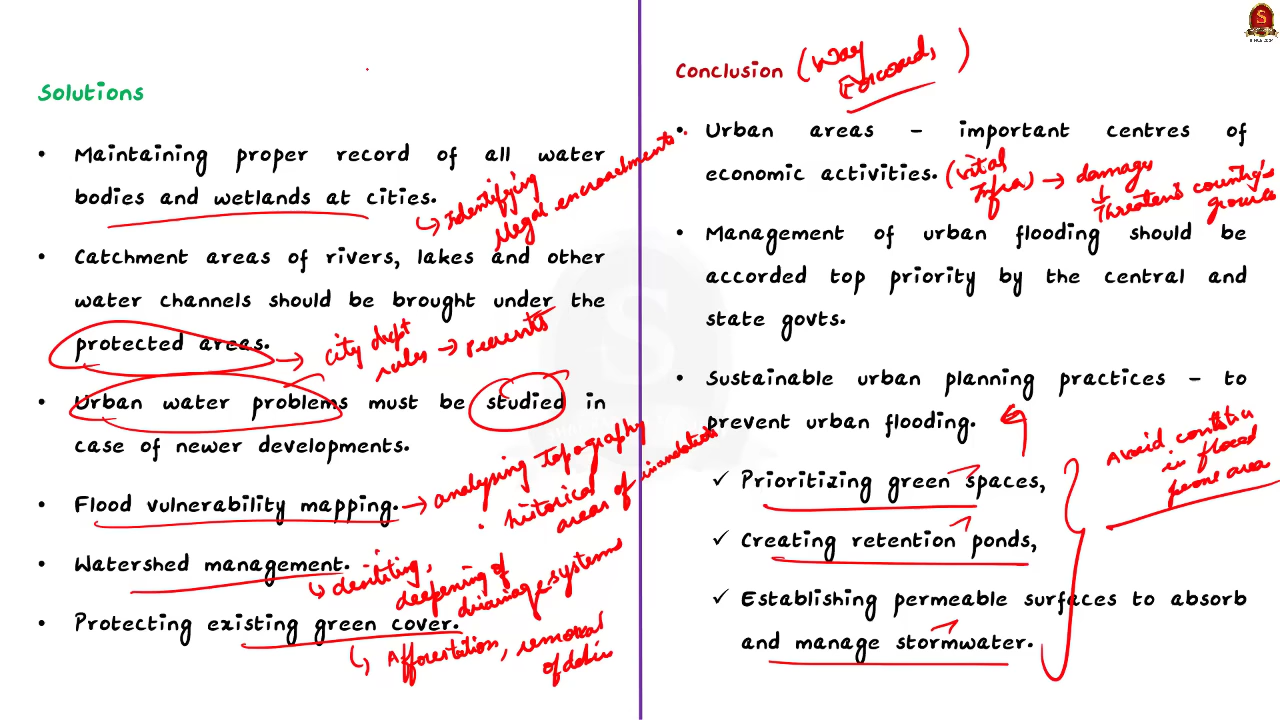 Solutions
• Maintaining proper record of all water
bodies and wetlands at cities.
↳ Identifying
illegal encroachments.
• Catchment areas of rivers, lakes and other
water channels should be brought under the
protected areas.
→ city dept
rules → prevents
• Urban water problems must be studied in
case of newer developments.
• Flood vulnerability mapping.
→ analysing topography
• historical
areas of inundation
• Watershed management.
↳ desilting,
deepening of
drainage systems
• Protecting existing green cover.
↳ Afforestation, removal
of debris
Conclusion (Way
Forward)
• Urban areas – important centres of
economic activities.
(vital
Infra) → damage
↓
Threatens country's
growth
• Management of urban flooding should be
accorded top priority by the central and
state govts.
• Sustainable urban planning practices – to
prevent urban flooding.
✓ Prioritizing green spaces,
✓ Creating retention ponds,
✓ Establishing permeable surfaces to absorb
and manage stormwater.
Avoid
in flood
prone area